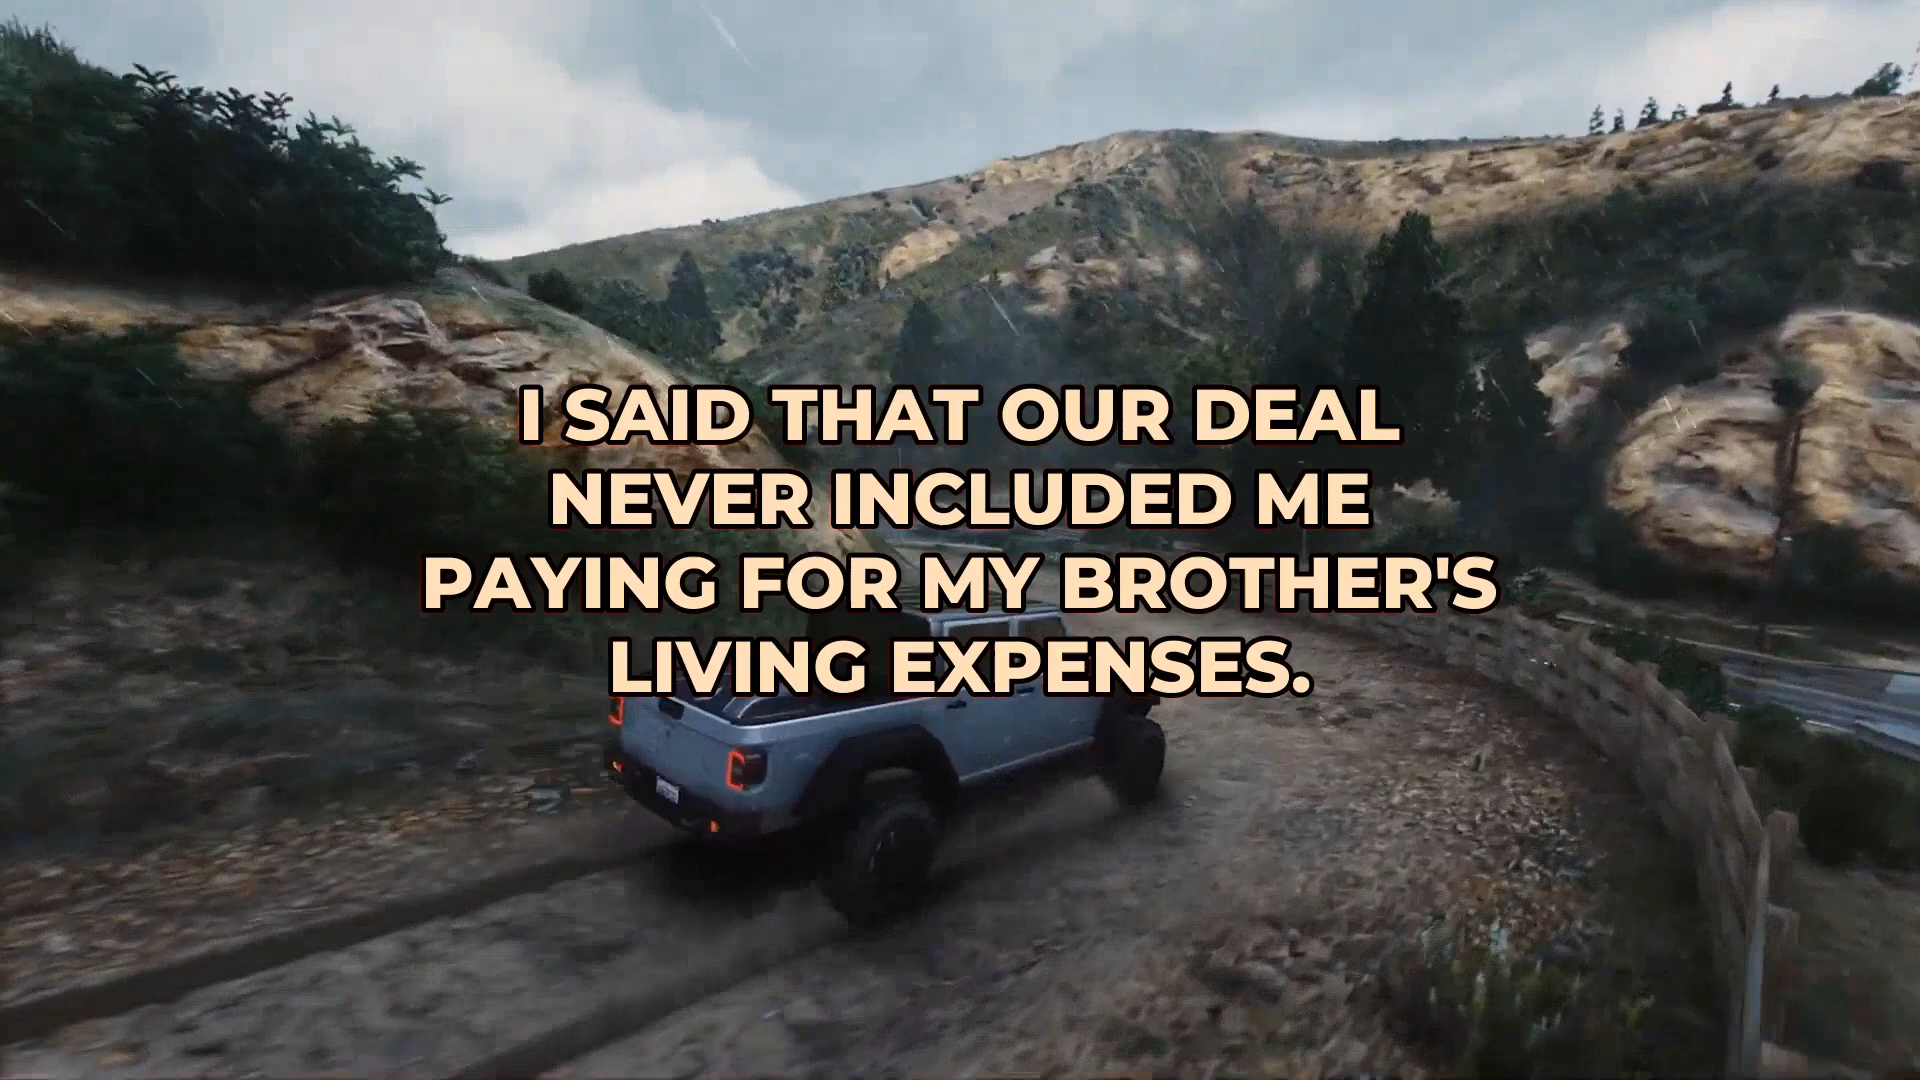 I SAID THAT OUR DEAL
NEVER INCLUDED ME
PAYING FOR MY BROTHER'S
LIVING EXPENSES.